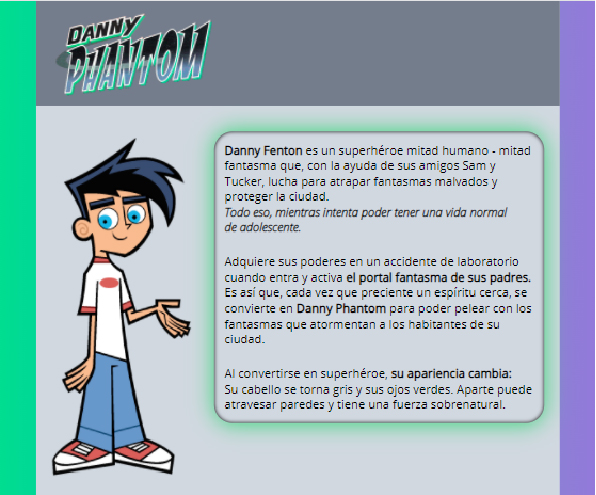 DANNY
PHANTOM
Danny Fenton es un superhéroe mitad humano - mitad
fantasma que, con la ayuda de sus amigos Sam y
Tucker, lucha para atrapar fantasmas malvados y
proteger la ciudad.
Todo eso, mientras intenta poder tener una vida normal
de adolescente.
Adquiere sus poderes en un accidente de laboratorio
cuando entra y activa el portal fantasma de sus padres.
Es así que, cada vez que preciente un espíritu cerca, se
convierte en Danny Phantom para poder pelear con los
fantasmas que atormentan a los habitantes de su
ciudad.
Al convertirse en superhéroe, su apariencia cambia:
Su cabello se torna gris y sus ojos verdes. Aparte puede
atravesar paredes y tiene una fuerza sobrenatural.